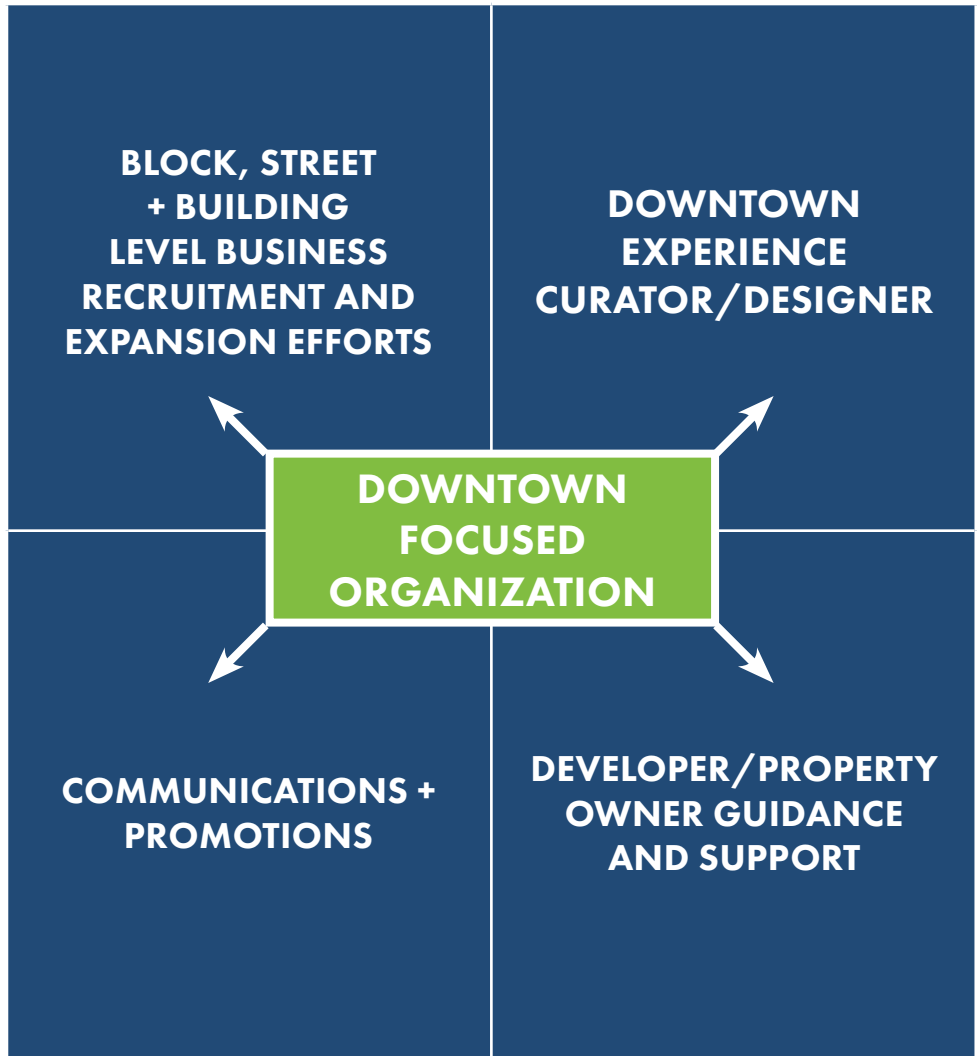 BLOCK, STREET
+ BUILDING
LEVEL BUSINESS
RECRUITMENT AND
EXPANSION EFFORTS
DOWNTOWN
EXPERIENCE
CURATOR/DESIGNER
DOWNTOWN
FOCUSED
ORGANIZATION
COMMUNICATIONS +
PROMOTIONS
DEVELOPER/PROPERTY
OWNER GUIDANCE
AND SUPPORT